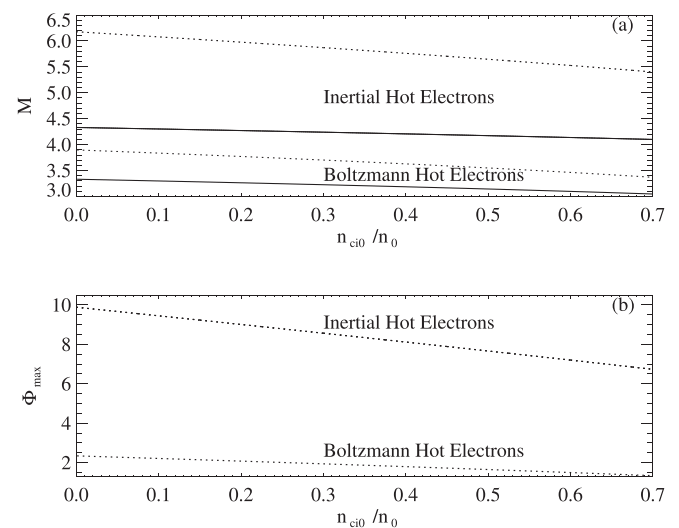 (a)
6.5
6.0
5.5
5.0
4.5
4.0
3.5
3.0
M
Inertial Hot Electrons
Boltzmann Hot Electrons
0.0 0.1 0.2 0.3 0.4 0.5 0.6 0.7
n ci0 /n 0
(b)
10
8
6
4
2
Φ max
Inertial Hot Electrons
Boltzmann Hot Electrons
0.0 0.1 0.2 0.3 0.4 0.5 0.6 0.7
n ci0 /n 0